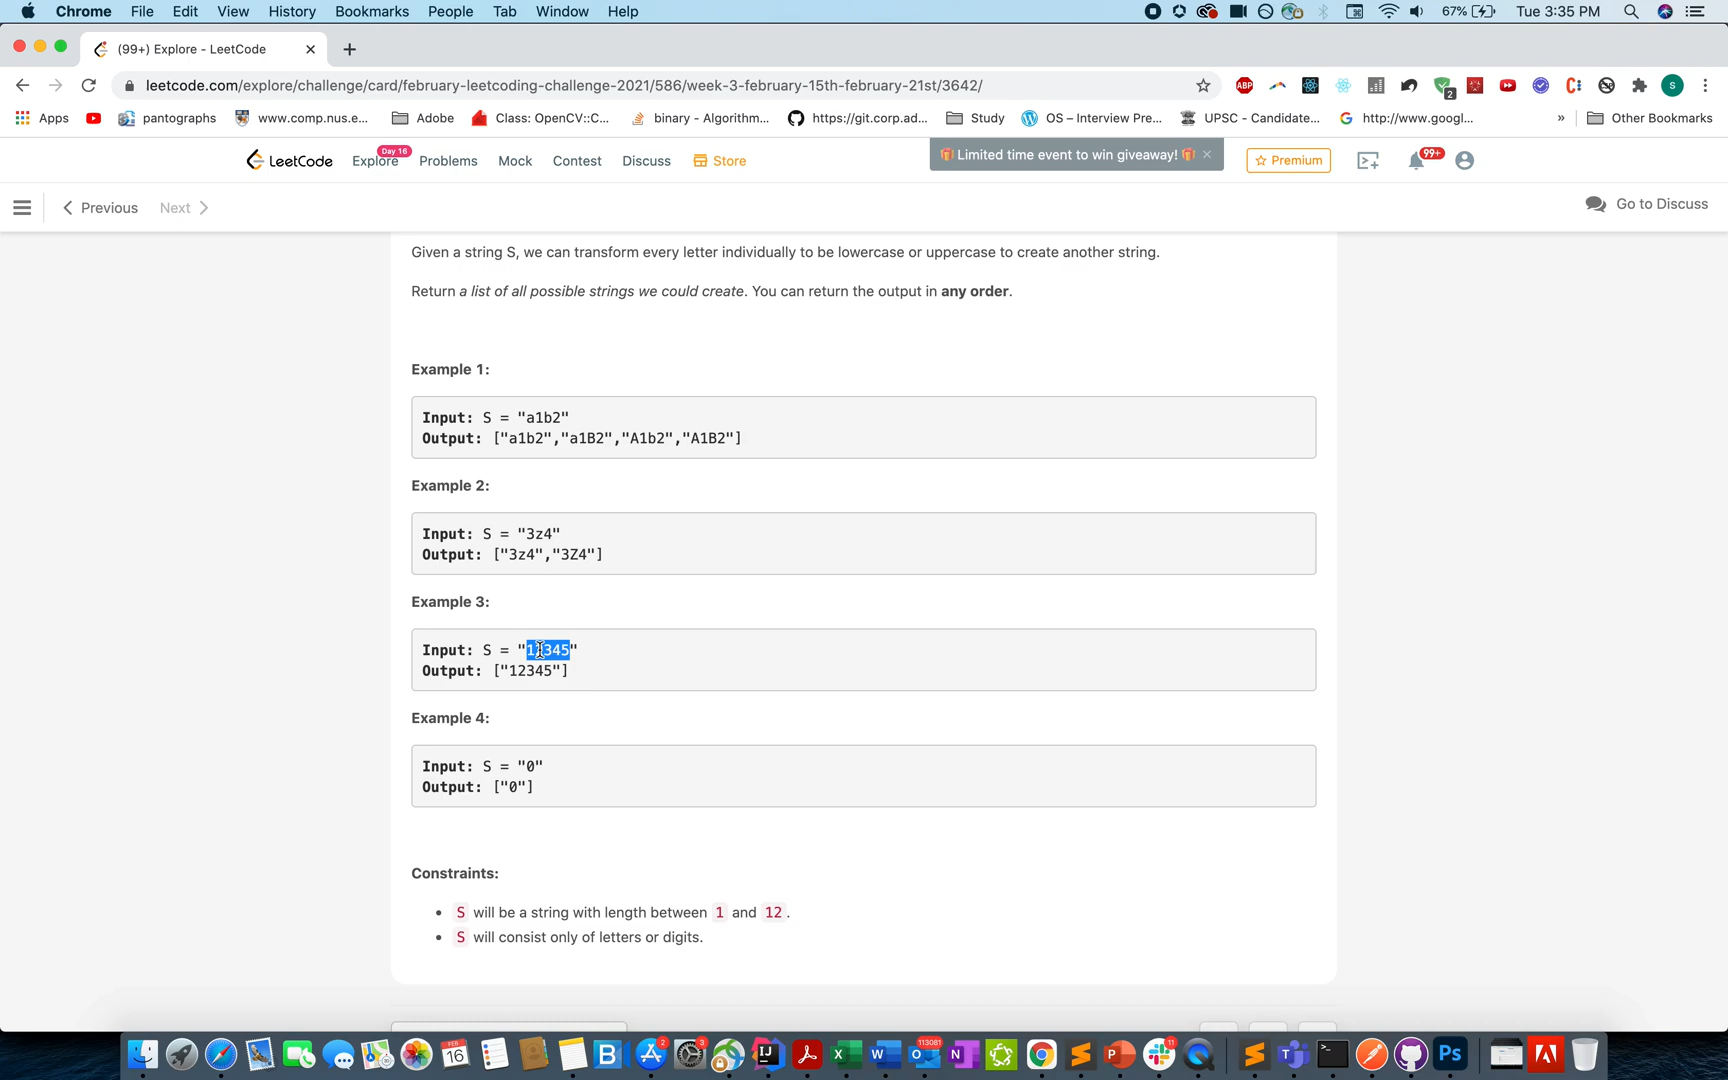 Chrome File Edit View History Bookmarks People Tab Window Help 67% Tue 3:35 PM
(99+) Explore - LeetCode
leetcode.com/explore/challenge/card/february-leetcoding-challenge-2021/586/week-3-february-15th-february-21st/3642/
Apps pantographs www.comp.nus.e... Adobe Class: OpenCV::C... binary - Algorithm... https://git.corp.ad... Study OS – Interview Pre... UPSC - Candidate... http://www.googl... » Other Bookmarks
LeetCode Explore Day 16 Problems Mock Contest Discuss Store Limited time event to win giveaway! Premium 99+
Previous Next Go to Discuss
Given a string S, we can transform every letter individually to be lowercase or uppercase to create another string.
Return a list of all possible strings we could create. You can return the output in any order.
Example 1:
Input: S = "a1b2"
Output: ["a1b2","a1B2","A1b2","A1B2"]
Example 2:
Input: S = "3z4"
Output: ["3z4","3Z4"]
Example 3:
Input: S = "12345"
Output: ["12345"]
Example 4:
Input: S = "0"
Output: ["0"]
Constraints:
S will be a string with length between 1 and 12.
S will consist only of letters or digits.